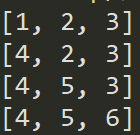 [1, 2, 3]
[4, 2, 3]
[4, 5, 3]
[4, 5, 6]